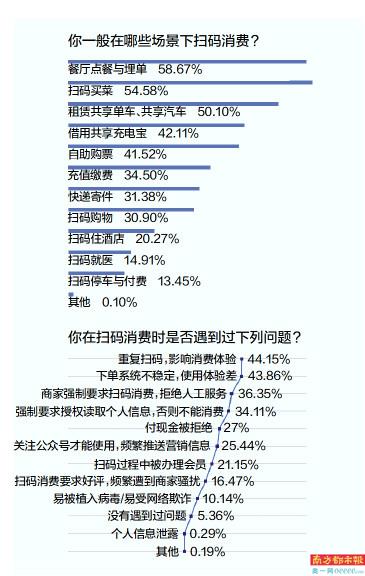 你一般在哪些场景下扫码消费？
餐厅点餐与埋单 58.67%
扫码买菜 54.58%
租赁共享单车、共享汽车 50.10%
借用共享充电宝 42.11%
自助购票 41.52%
充值缴费 34.50%
快递寄件 31.38%
扫码购物 30.90%
扫码住酒店 20.27%
扫码就医 14.91%
扫码停车与付费 13.45%
其他 0.10%
你在扫码消费时是否遇到过下列问题？
重复扫码，影响消费体验 44.15%
下单系统不稳定，使用体验差 43.86%
商家强制要求扫码消费，拒绝人工服务 36.35%
强制要求授权读取个人信息，否则不能消费 34.11%
付现金被拒绝 27%
关注公众号才能使用，频繁推送营销信息 25.44%
扫码过程中被办理会员 21.15%
扫码消费要求好评，频繁遭到商家骚扰 16.47%
易被植入病毒/易受网络欺诈 10.14%
没有遇到过问题 5.36%
个人信息泄露 0.29%
其他 0.19%
南方都市报
奥一网oeeee.com